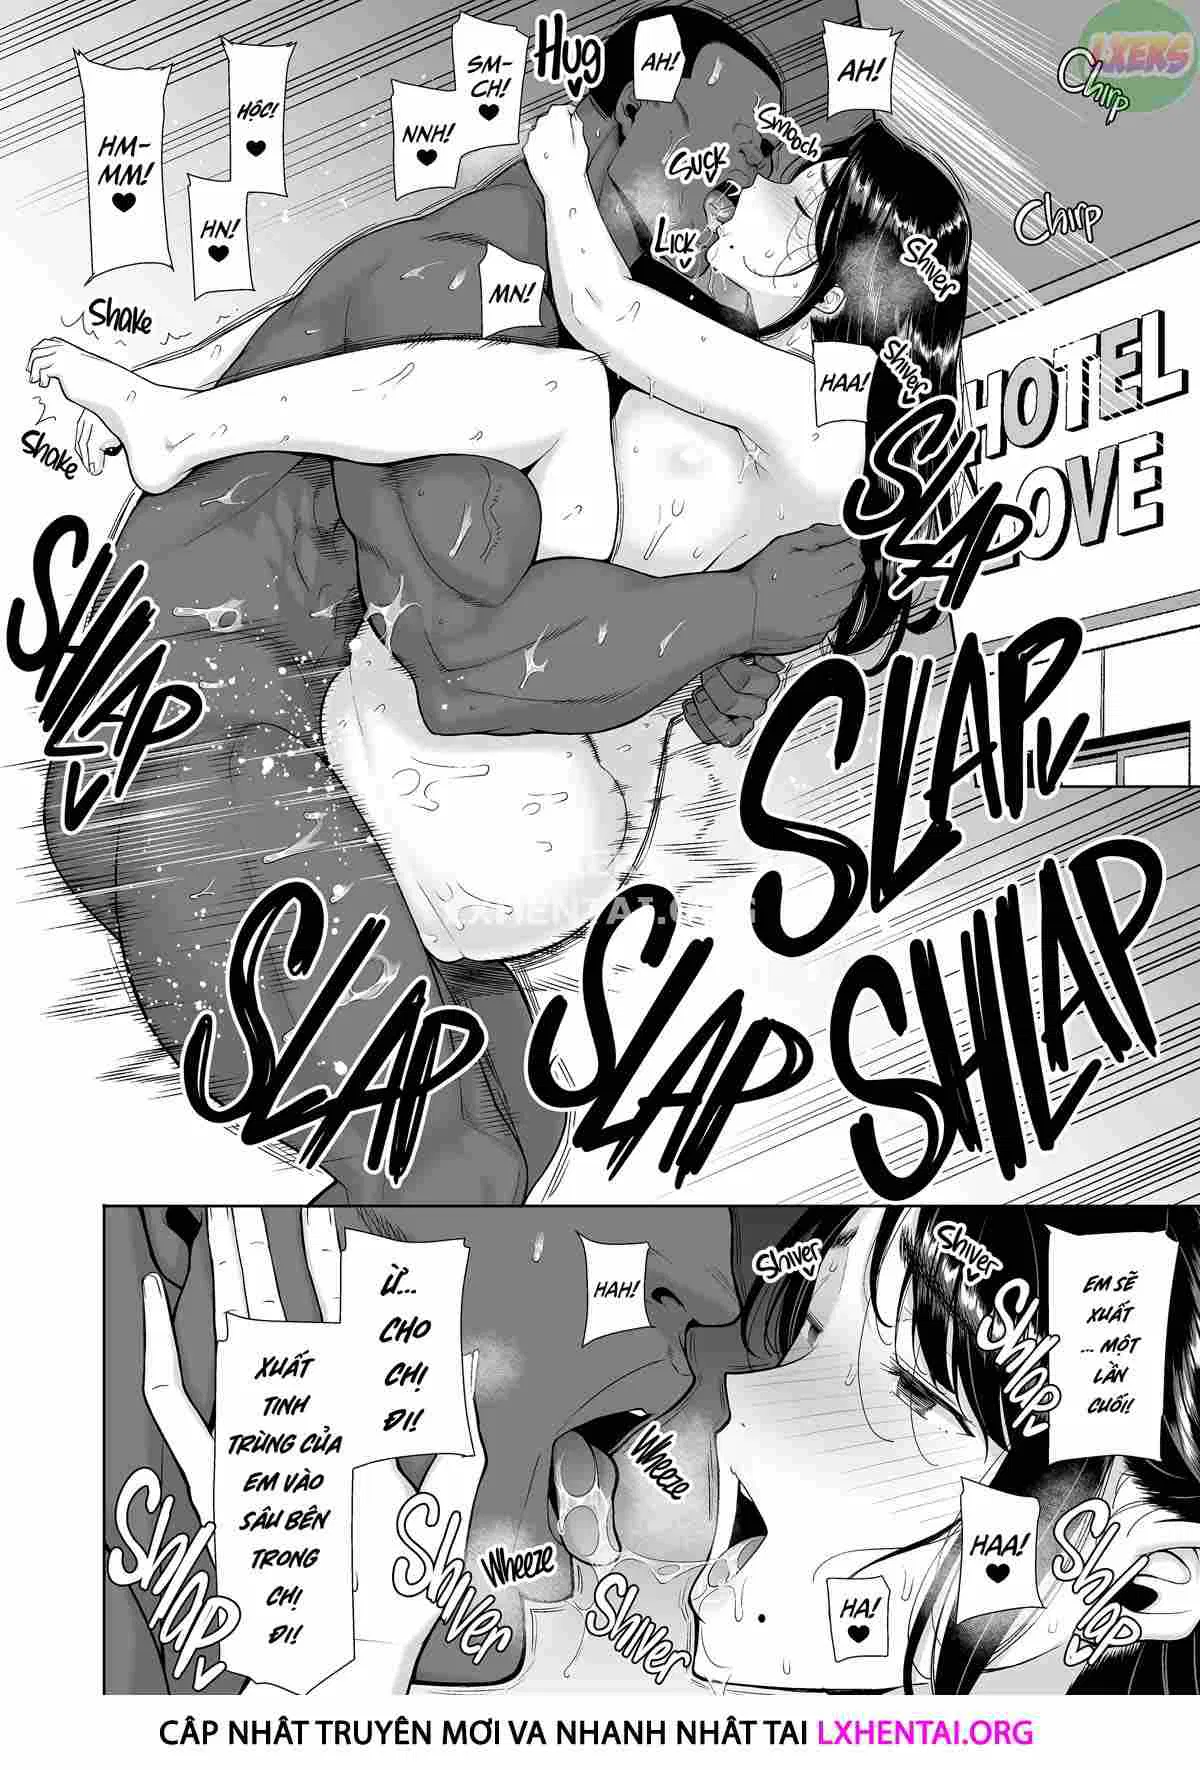 LXERS
Chirp
Chirp
AH!
AH!
HUG
SM-
CH!
NNH!
HỘC!
HN!
HM-
MM!
Smooch
SUCK
LICK
MN!
HAA!
Shiver
Shiver
Shake
Shake
HOTEL
LOVE
SLAP
SLAP
SHLAP
SLAP
SLAP
SLAP
SHLAP
LXHENTAI.ORG
EM SẼ
XUẤT
... MỘT
LẦN
CUỐI!
Shiver
Shiver
Shlap
HAH!
Ừ...
CHO
CHỊ
ĐI!
XUẤT
TINH
TRÙNG CỦA
EM VÀO
SÂU BÊN
TRONG
CHỊ
ĐI!
Wheeze
Wheeze
HAA!
HA!
Shlap
Shiver
Shiver
Shlap
CẬP NHẬT TRUYỆN MỚI VÀ NHANH NHẤT TẠI LXHENTAI.ORG